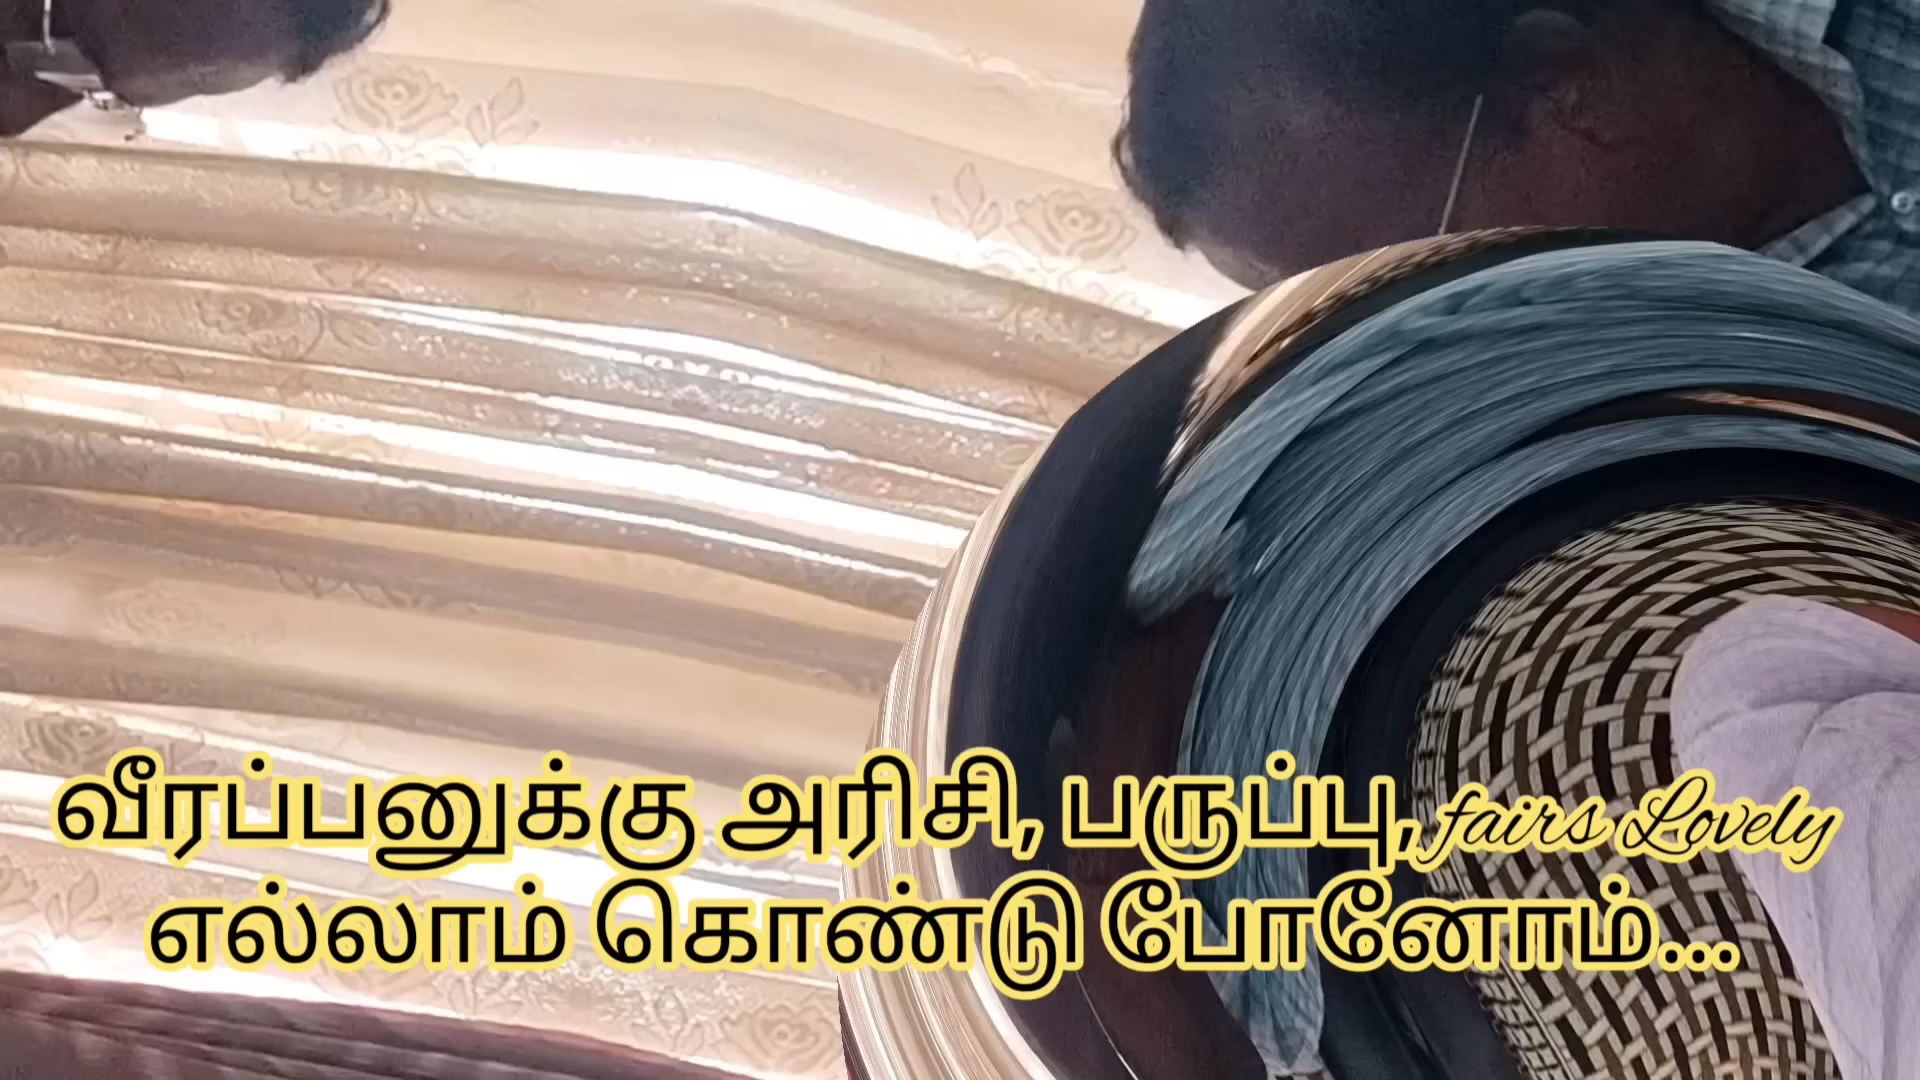 வீரப்பனுக்கு அரிசி, பருப்பு, fairs Lovely
எல்லாம் கொண்டு போனோம்...